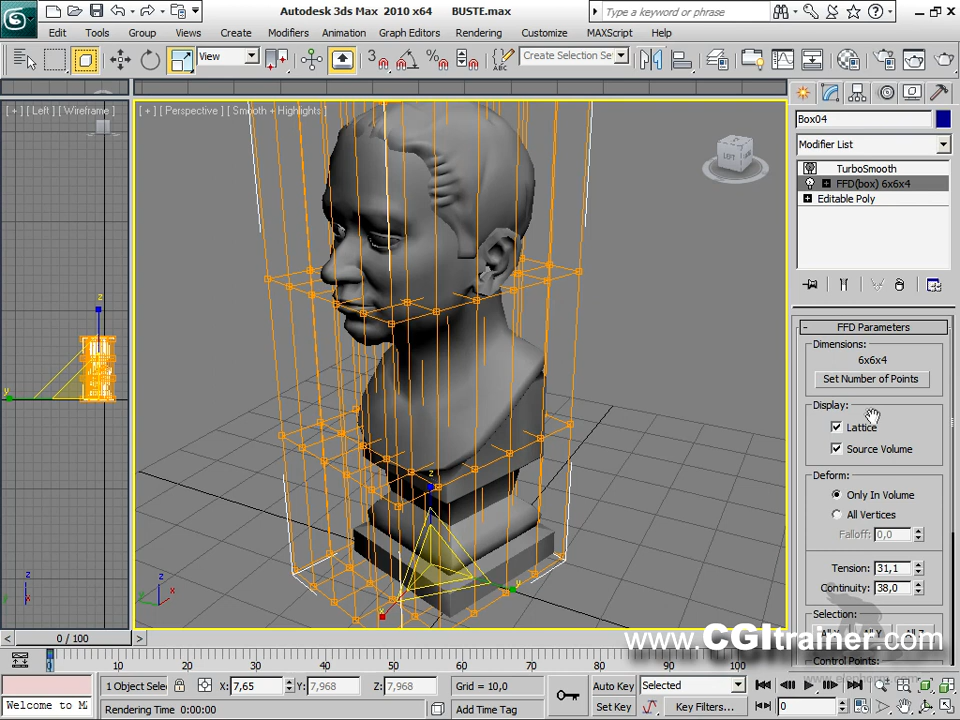 Autodesk 3ds Max 2010 x64 BUSTE.max
Type a keyword or phrase
Edit Tools Group Views Create Modifiers Animation Graph Editors Rendering Customize MAXScript Help
View
3
Create Selection Se
[ + ] [ Left ] [ Wireframe ]
[ + ] [ Perspective ] [ Smooth + Highlights ]
Box04
Modifier List
TurboSmooth
FFD(box) 6x6x4
Editable Poly
FFD Parameters
Dimensions:
6x6x4
Set Number of Points
Display:
Lattice
Source Volume
Deform:
Only In Volume
All Vertices
Falloff: 0,0
Tension: 31,1
Continuity: 38,0
Selection:
Control Points:
www.CGItrainer.com
0 / 100
0 10 20 30 40 50 60 70 80 90 100
1 Object Sele X: 7,65 Y: 7,968 Z: 7,968 Grid = 10,0 Auto Key Selected
Welcome to M
Rendering Time 0:00:00 Add Time Tag Set Key Key Filters... 0